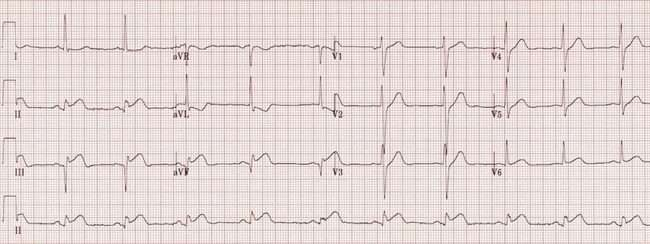 I aVR V1 V4
II aVL V2 V5
III aVF V3 V6
II